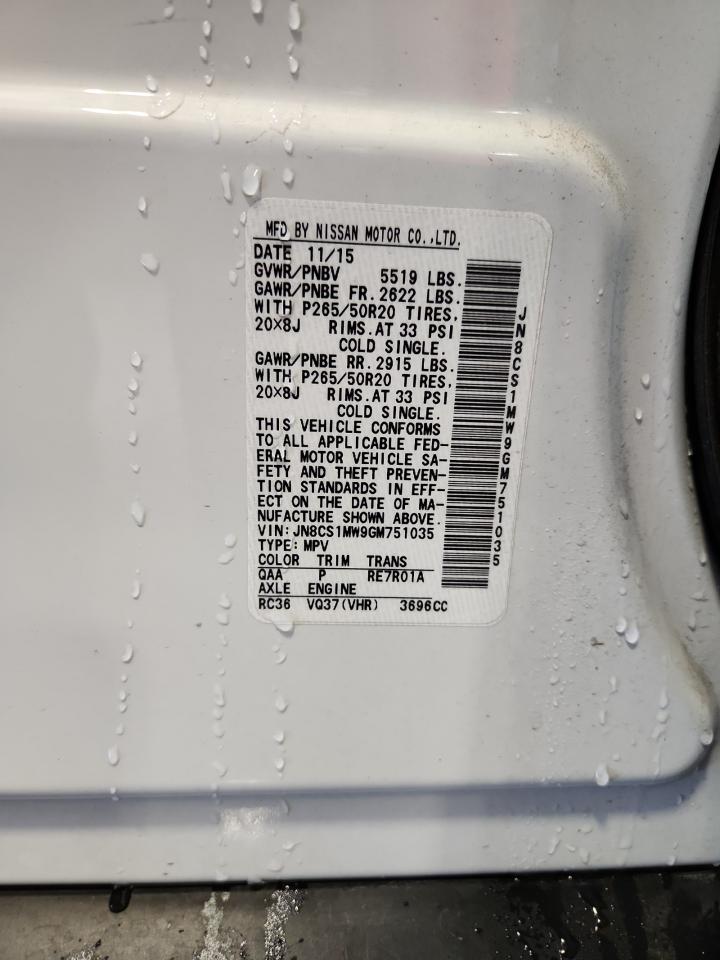 MFD BY NISSAN MOTOR CO.,LTD.
DATE 11/15
GVWR/PNBV 5519 LBS.
GAWR/PNBE FR. 2622 LBS.
WITH P265/50R20 TIRES,
20×8J RIMS.AT 33 PSI
COLD SINGLE.
GAWR/PNBE RR. 2915 LBS.
WITH P265/50R20 TIRES,
20×8J RIMS.AT 33 PSI
COLD SINGLE.
THIS VEHICLE CONFORMS
TO ALL APPLICABLE FED-
ERAL MOTOR VEHICLE SA-
FETY AND THEFT PREVEN-
TION STANDARDS IN EFF-
ECT ON THE DATE OF MA-
NUFACTURE SHOWN ABOVE.
VIN:JN8CS1MW9GM751035
TYPE:MPV
COLOR TRIM TRANS
QAA P RE7R01A
AXLE ENGINE
RC36 VQ37(VHR) 3696CC
JN8CS1MW9GM751035